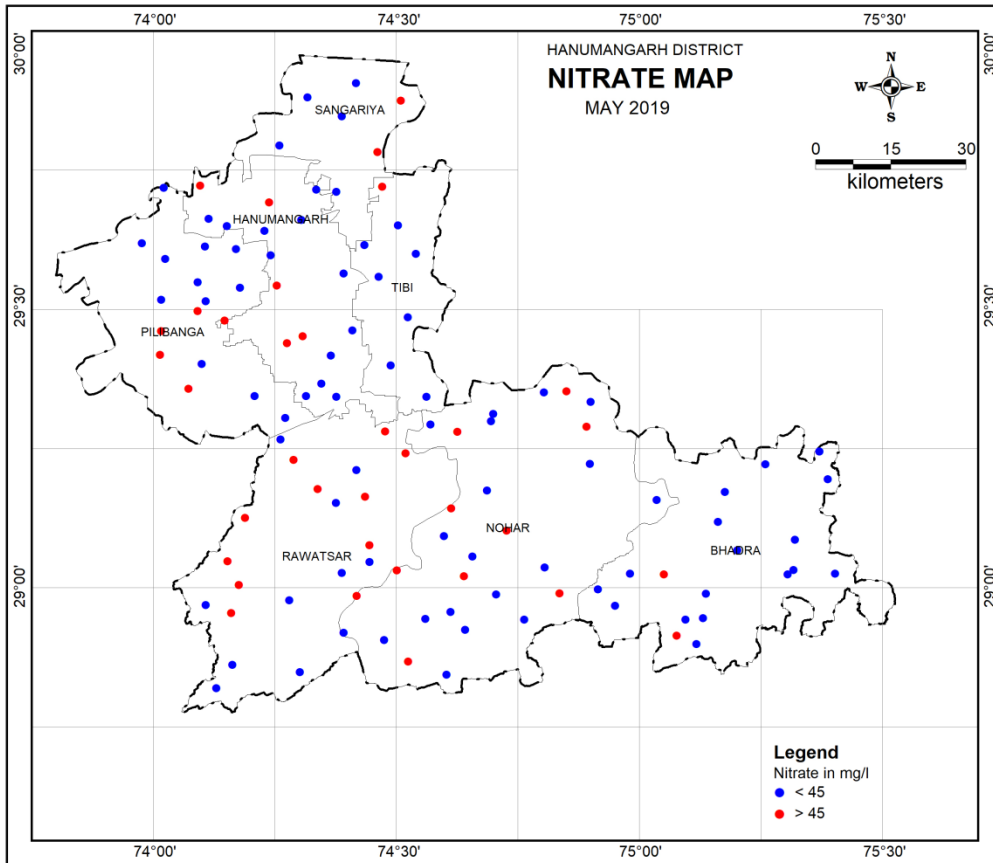 74°00'
74°30'
75°00'
75°30'
30°00'
30°00'
HANUMANGARH DISTRICT
NITRATE MAP
MAY 2019
N
W E
S
0 15 30
kilometers
SANGARIYA
HANUMANGARH
TIBI
29°30'
29°30'
PILIBANGA
NOHAR
BHADRA
RAWATSAR
29°00'
29°00'
Legend
Nitrate in mg/l
< 45
> 45
74°00'
74°30'
75°00'
75°30'